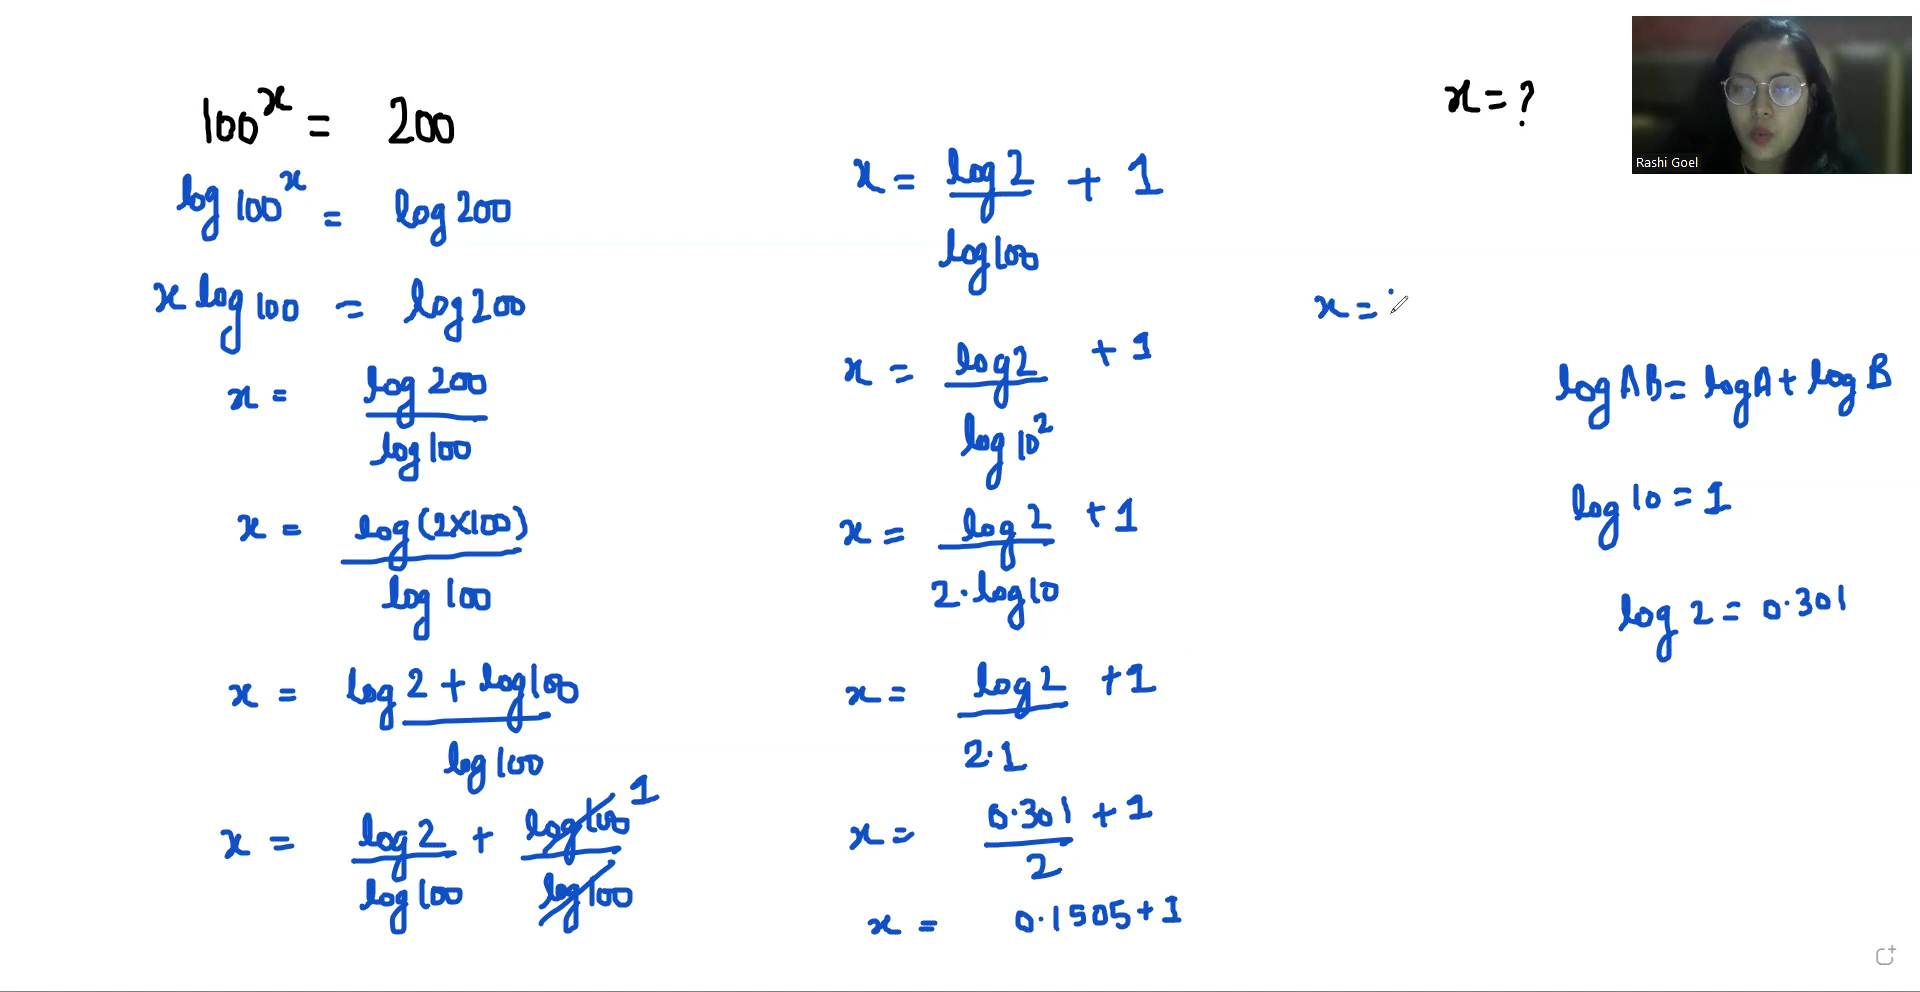 100^x = 200
log 100^x = log 200
x log 100 = log 200
x = log 200
log 100
x = log (2×100)
log 100
x = log 2 + log 100
log 100
x = log 2 + log 100 1
log 100 log 100
x = log 2 + 1
log 100
x = log 2 + 1
log 10^2
x = log 2 + 1
2·log 10
x = log 2 + 1
2·1
x = 0.301 + 1
2
x = 0.1505 + 1
x = ?
Rashi Goel
x =
log AB = log A + log B
log 10 = 1
log 2 = 0.301